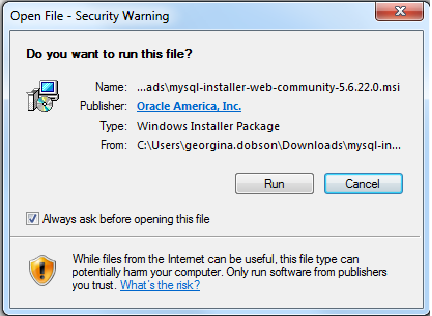 Open File - Security Warning
Do you want to run this file?
Name: ...ads\mysql-installer-web-community-5.6.22.0.msi
Publisher: Oracle America, Inc.
Type: Windows Installer Package
From: C:\Users\georgina.dobson\Downloads\mysql-in...
Run Cancel
Always ask before opening this file
While files from the Internet can be useful, this file type can
potentially harm your computer. Only run software from publishers
you trust. What's the risk?